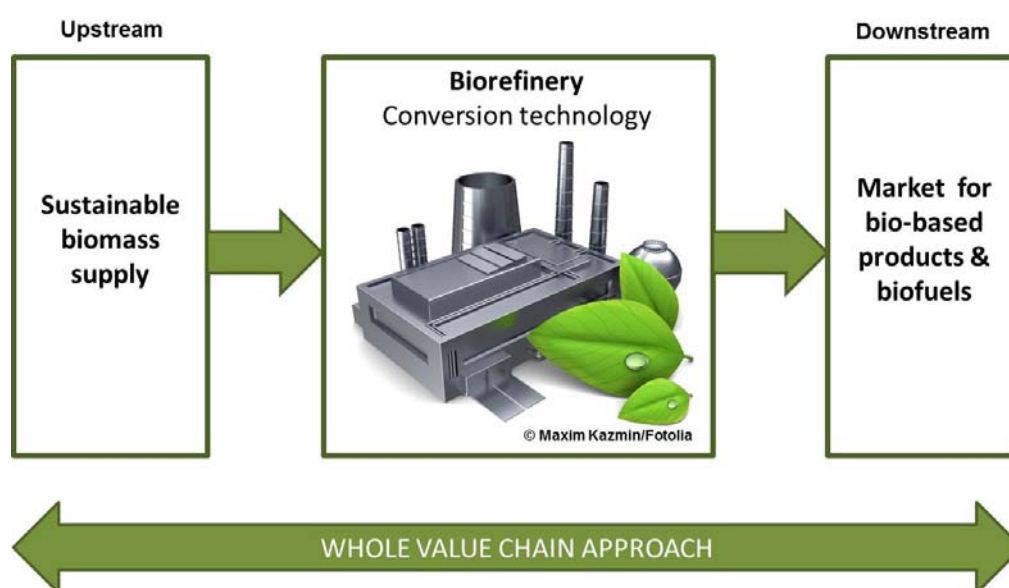 Upstream
Downstream
Sustainable
biomass
supply
Biorefinery
Conversion technology
© Maxim Kazmin/Fotolia
Market for
bio-based
products &
biofuels
WHOLE VALUE CHAIN APPROACH